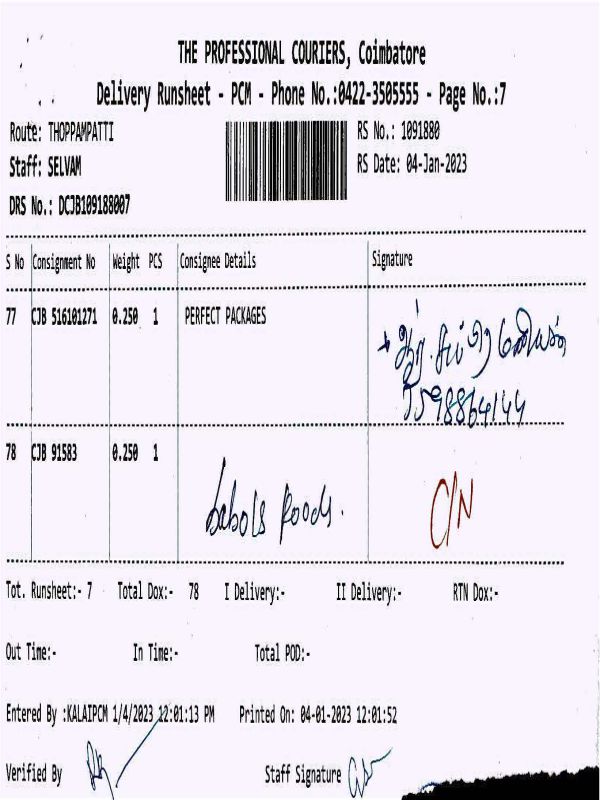 THE PROFESSIONAL COURIERS, Coimbatore
Delivery Runsheet - PCM - Phone No.:0422-3505555 - Page No.:7
Route: THOPPAMPATTI
RS No.: 1091880
Staff: SELVAM
RS Date: 04-Jan-2023
DRS No.: DCJB109188007
S No Consignment No Weight PCS Consignee Details Signature
77 CJB 516101271 0.250 1 PERFECT PACKAGES
ஆர். சுப்பிரமணியன்
78 CJB 91583 0.250 1
C/N
Tot. Runsheet:- 7 Total Dox:- 78 I Delivery:- II Delivery:- RTN Dox:-
Out Time:- In Time:- Total POD:-
Entered By :KALAIPCM 1/4/2023 12:01:13 PM Printed On: 04-01-2023 12:01:52
Verified By Staff Signature